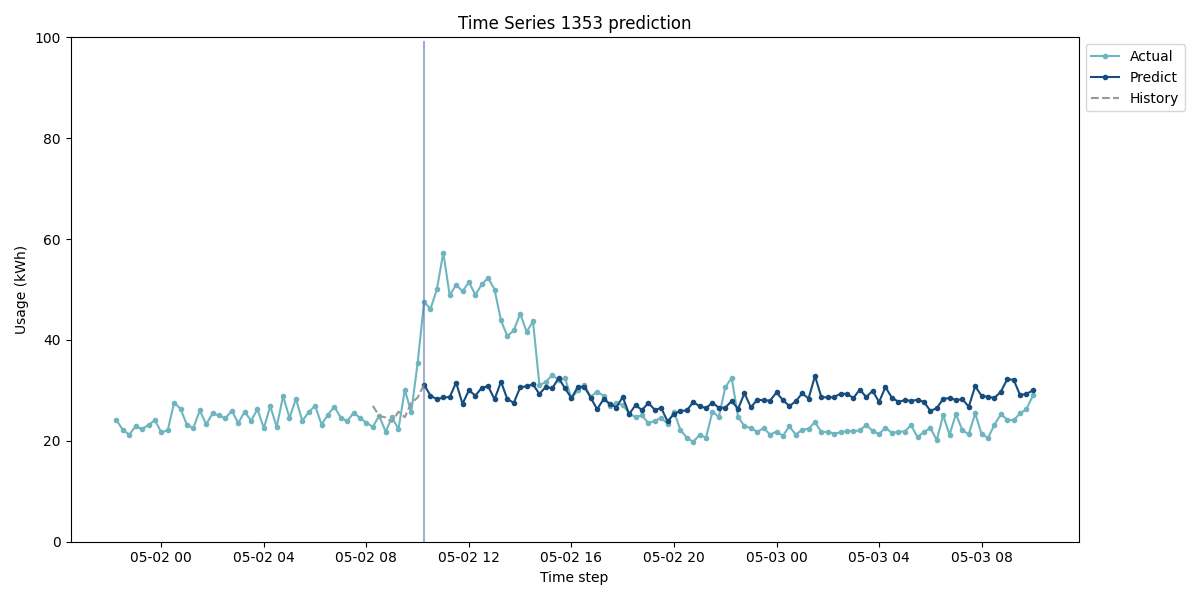 Time Series 1353 prediction
100
80
60
40
20
0
Usage (kWh)
05-02 00
05-02 04
05-02 08
05-02 12
05-02 16
05-02 20
05-03 00
05-03 04
05-03 08
Time step
Actual
Predict
History